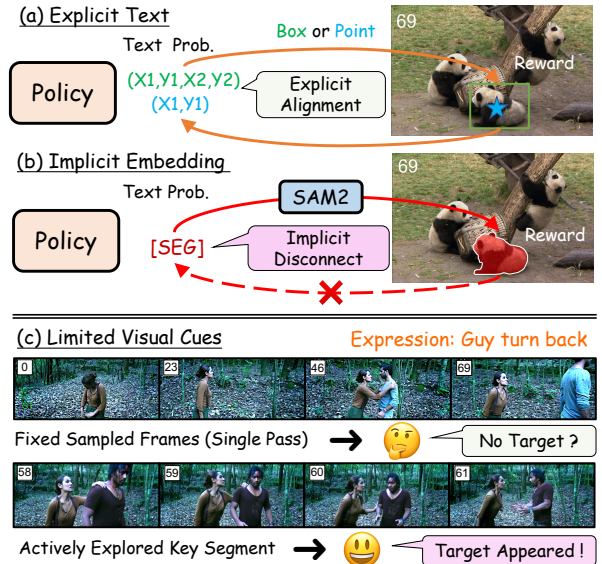 (a) Explicit Text
Text Prob.
Box or Point
69
Reward
Policy
(X1,Y1,X2,Y2)
(X1,Y1)
Explicit
Alignment
(b) Implicit Embedding
Text Prob.
69
SAM2
Policy
[SEG]
Implicit
Disconnect
Reward
(c) Limited Visual Cues
Expression: Guy turn back
0
23
46
69
Fixed Sampled Frames (Single Pass)
No Target ?
58
59
60
61
Actively Explored Key Segment
Target Appeared !